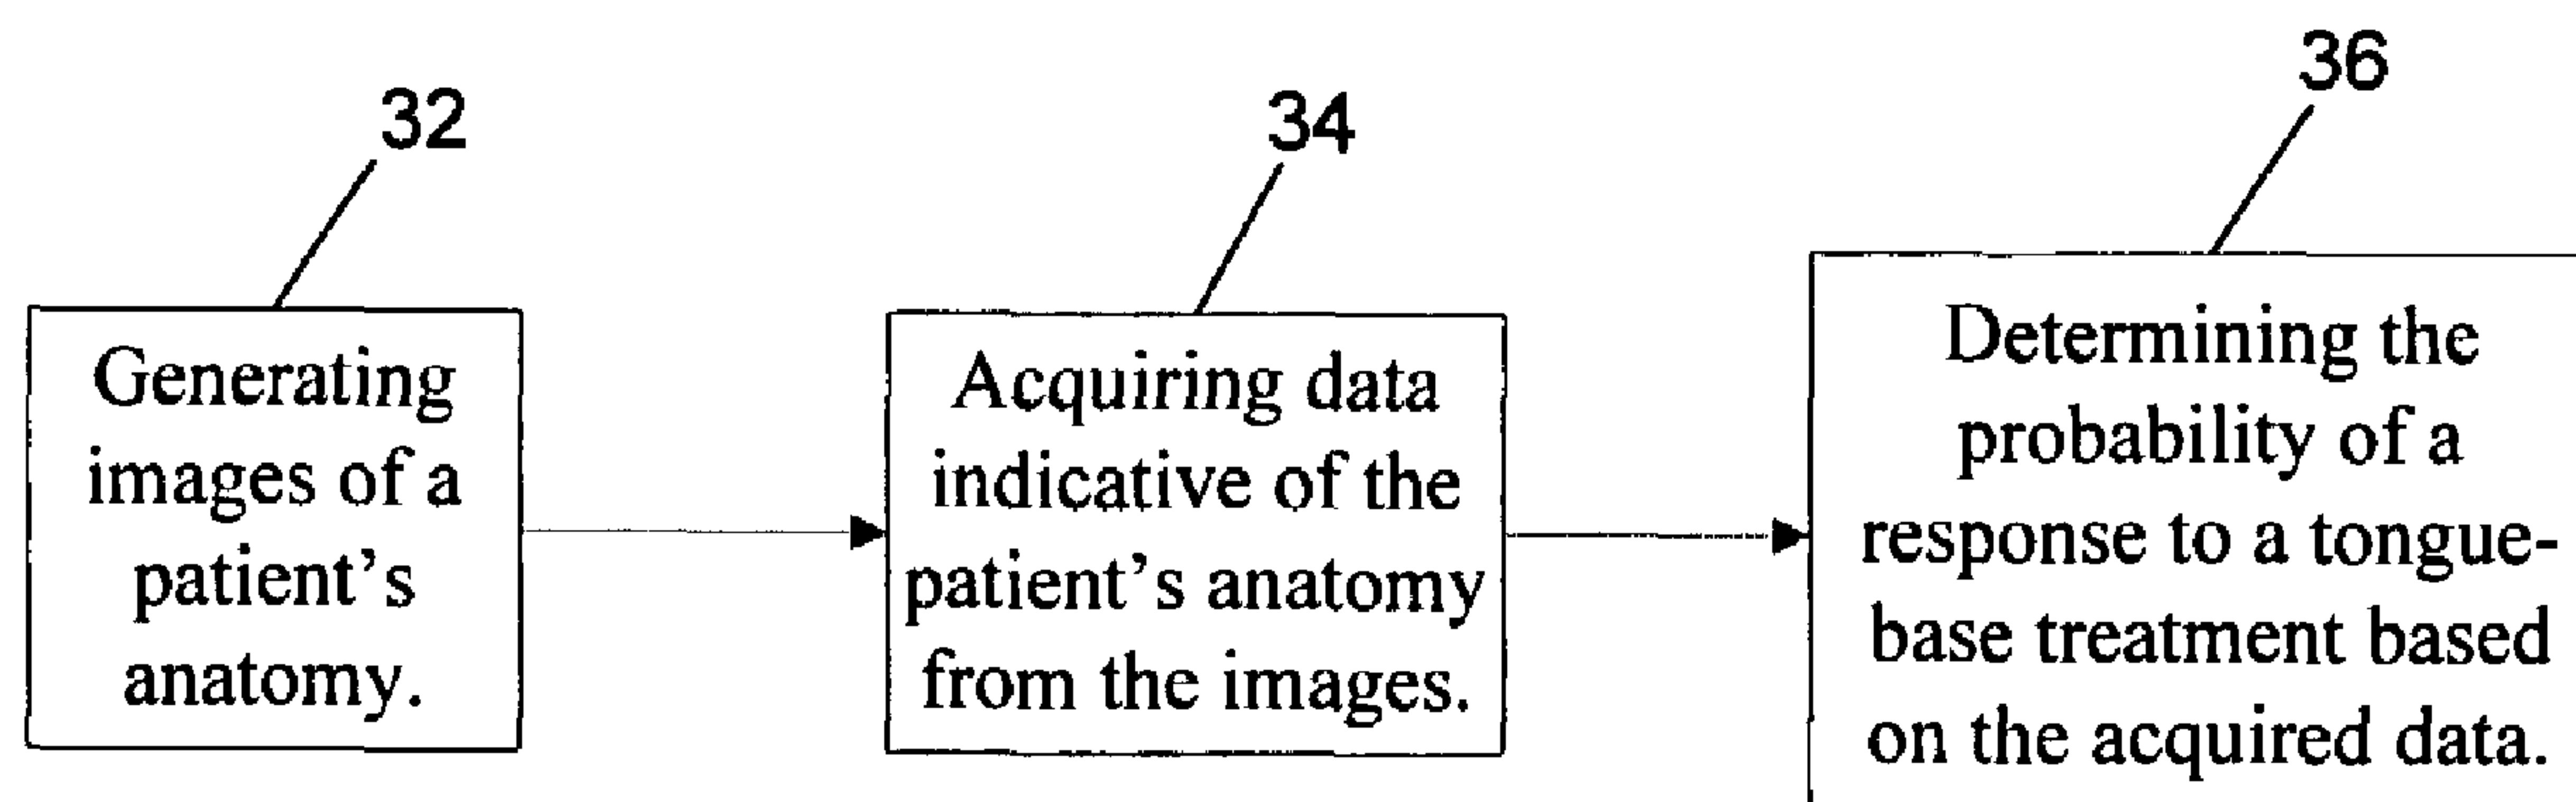 32
Generating
images of a
patient's
anatomy.
34
Acquiring data
indicative of the
patient's anatomy
from the images.
36
Determining the
probability of a
response to a tongue-
base treatment based
on the acquired data.